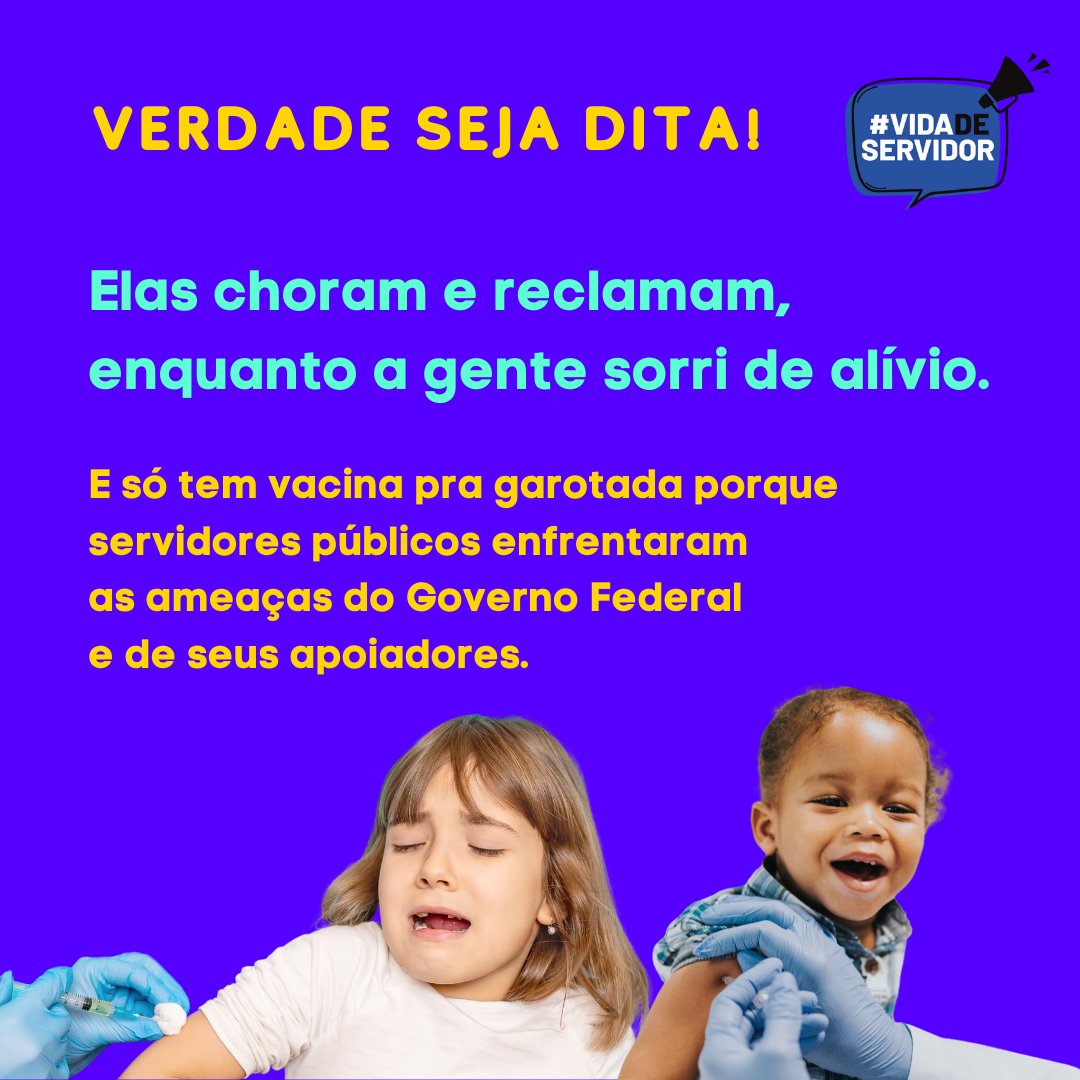 VERDADE SEJA DITA!
#VIDADE
SERVIDOR
Elas choram e reclamam,
enquanto a gente sorri de alívio.
E só tem vacina pra garotada porque
servidores públicos enfrentaram
as ameaças do Governo Federal
e de seus apoiadores.